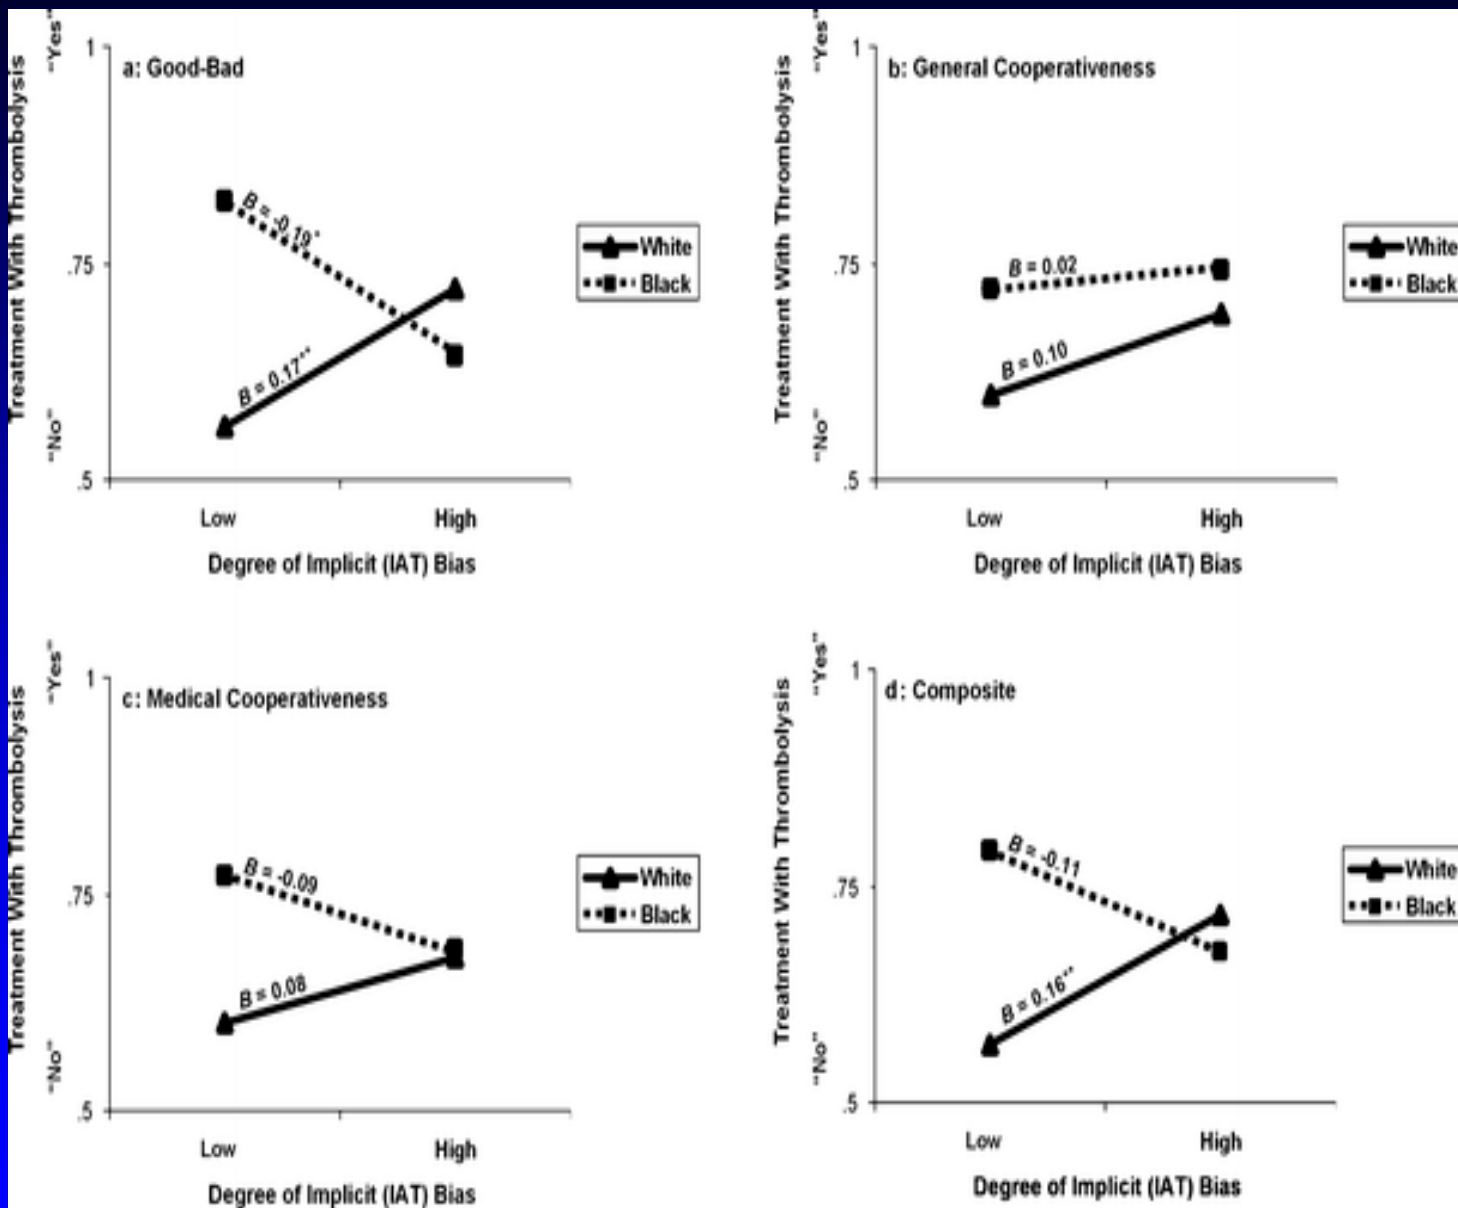 a: Good-Bad
Treatment With Thrombolysis
"Yes"
"No"
1
.75
.5
B = -0.19*
B = 0.17**
White
Black
Low High
Degree of Implicit (IAT) Bias
b: General Cooperativeness
Treatment With Thrombolysis
"Yes"
"No"
1
.75
.5
B = 0.02
B = 0.10
White
Black
Low High
Degree of Implicit (IAT) Bias
c: Medical Cooperativeness
Treatment With Thrombolysis
"Yes"
"No"
1
.75
.5
B = -0.09
B = 0.08
White
Black
Low High
Degree of Implicit (IAT) Bias
d: Composite
Treatment With Thrombolysis
"Yes"
"No"
1
.75
.5
B = -0.11
B = 0.16**
White
Black
Low High
Degree of Implicit (IAT) Bias